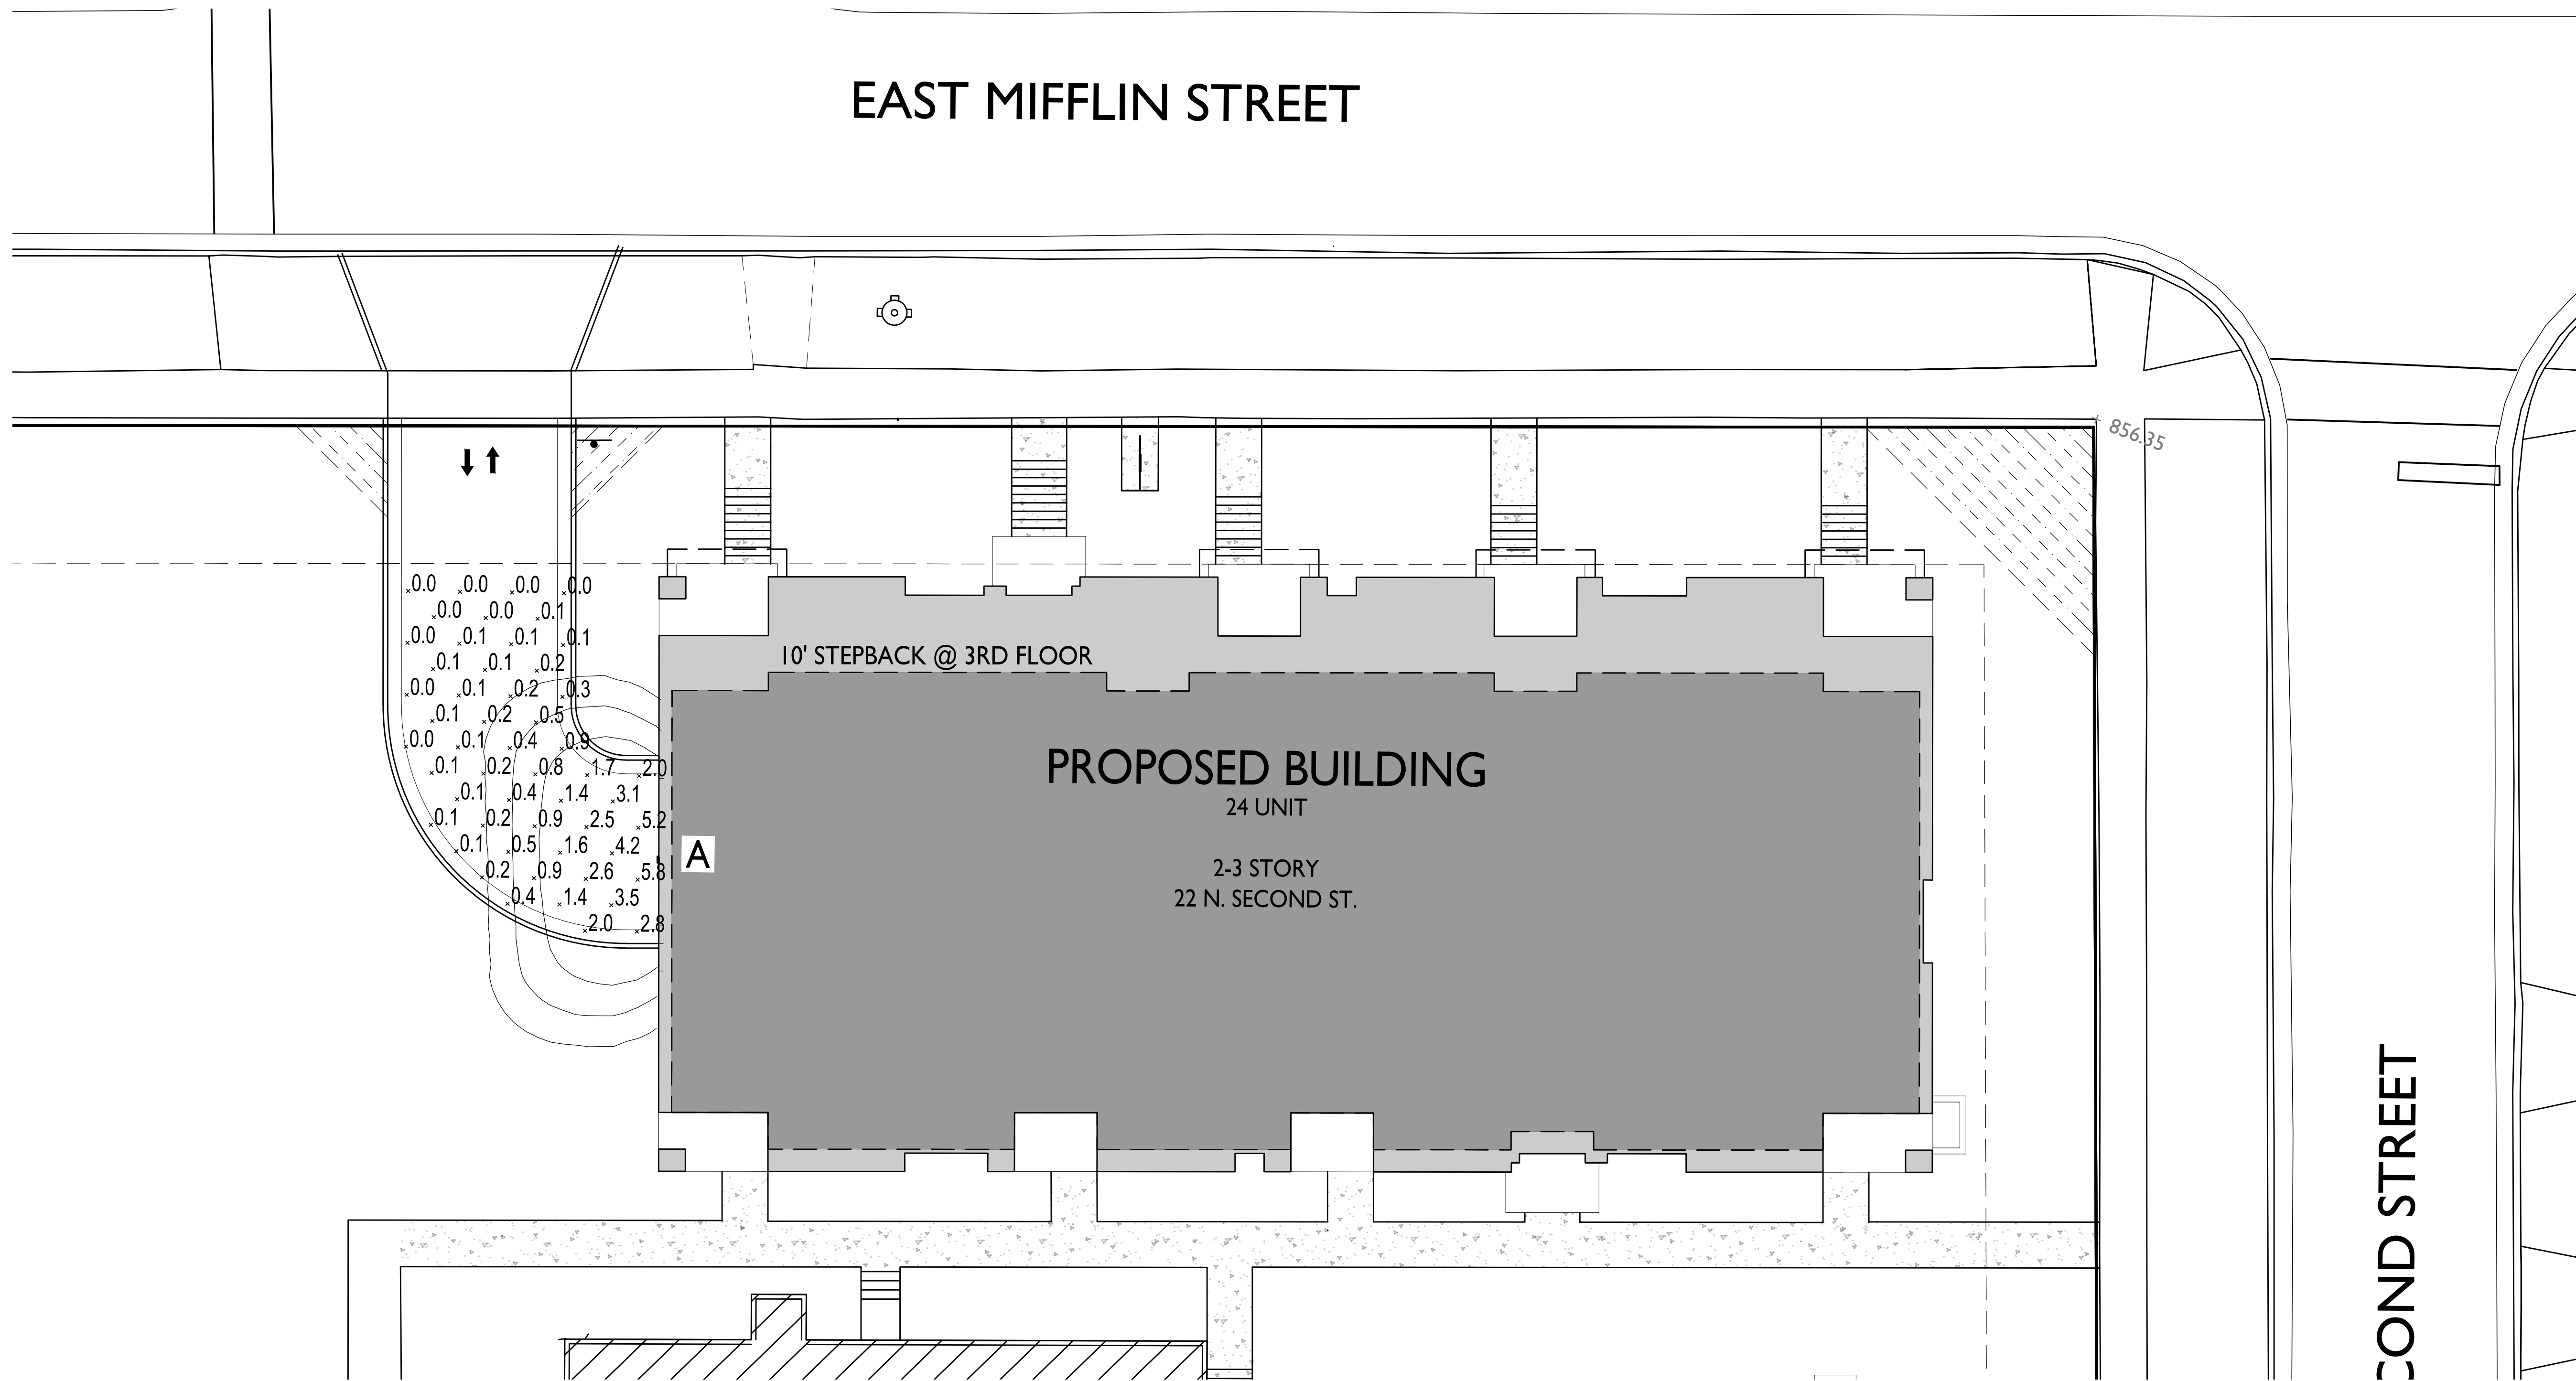 EAST MIFFLIN STREET
856.35
0.0 0.0 0.0 0.0
0.0 0.0 0.1
0.0 0.1 0.1 0.1
10' STEPBACK @ 3RD FLOOR
0.1 0.1 0.2
0.0 0.1 0.2 0.3
0.1 0.2 0.5
0.0 0.1 0.4 0.9
PROPOSED BUILDING
0.1 0.2 0.8 1.7 2.0
0.1 0.4 1.4 3.1
24 UNIT
0.1 0.2 0.9 2.5 5.2
0.1 0.5 1.6 4.2
A
0.2 0.9 2.6 5.8
2-3 STORY
0.4 1.4 3.5
22 N. SECOND ST.
2.0 2.8
COND STREET